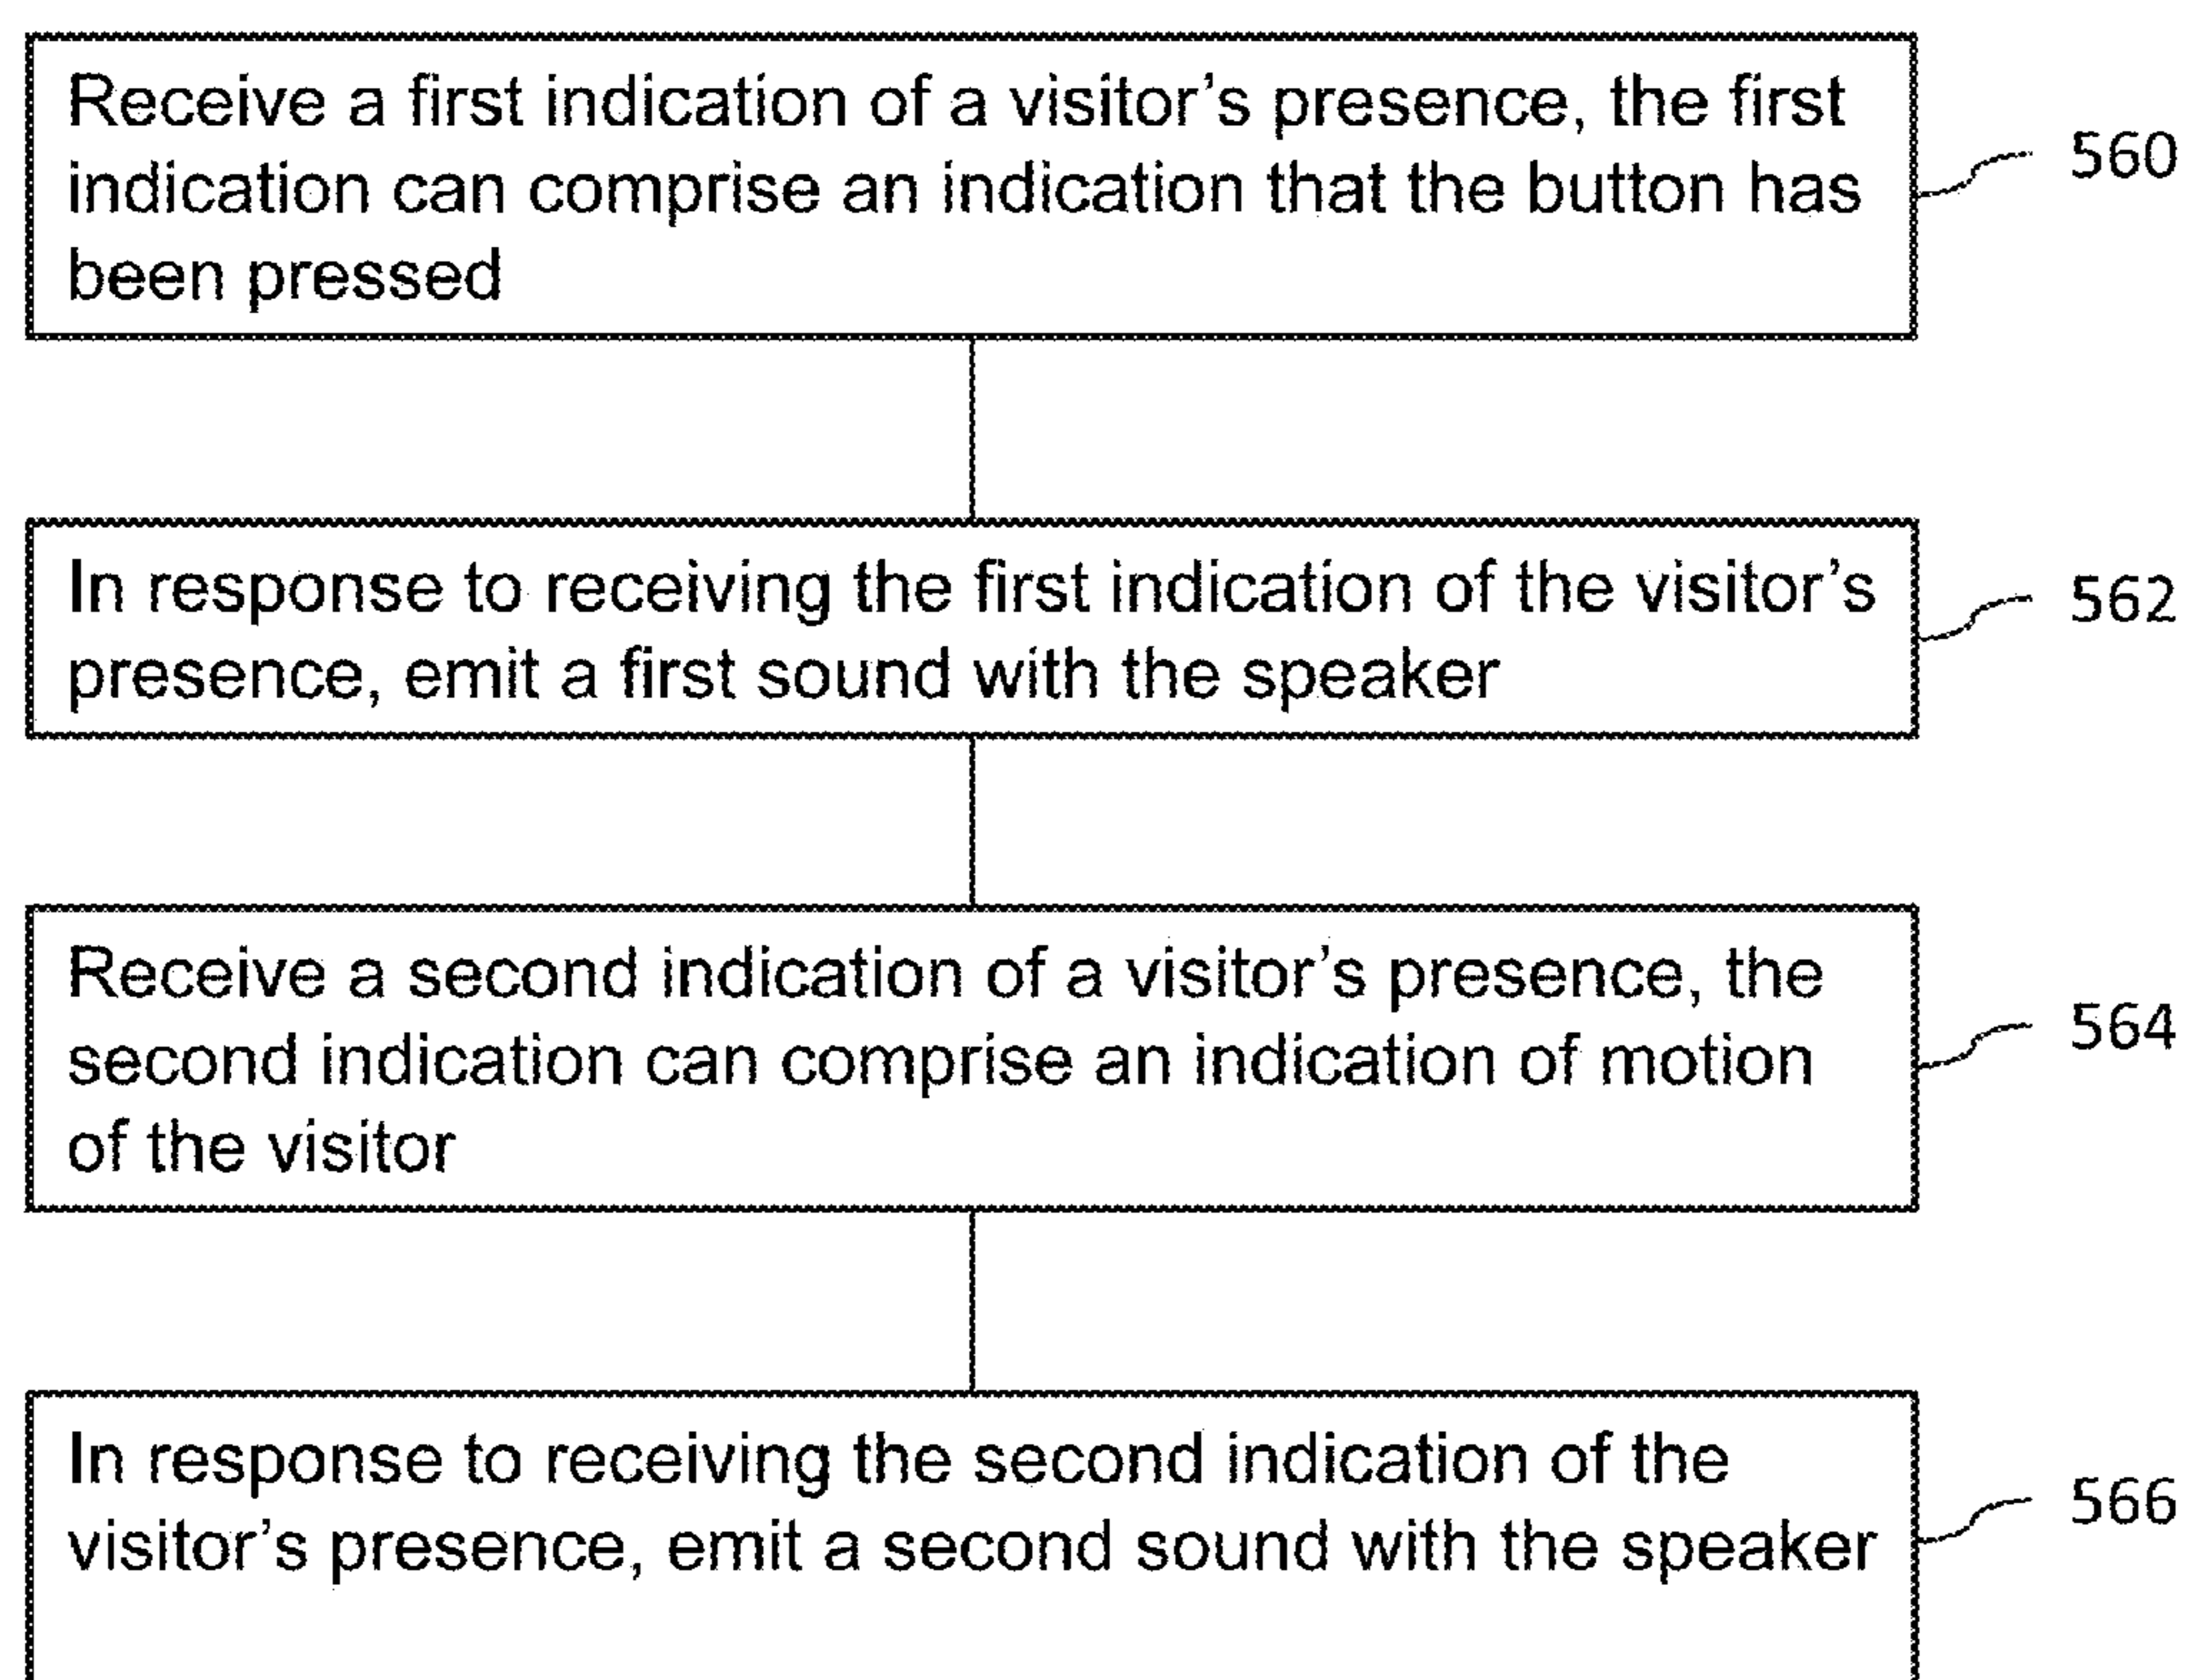 Receive a first indication of a visitor’s presence, the first
indication can comprise an indication that the button has
been pressed
560
In response to receiving the first indication of the visitor’s
presence, emit a first sound with the speaker
562
Receive a second indication of a visitor’s presence, the
second indication can comprise an indication of motion
of the visitor
564
In response to receiving the second indication of the
visitor’s presence, emit a second sound with the speaker
566